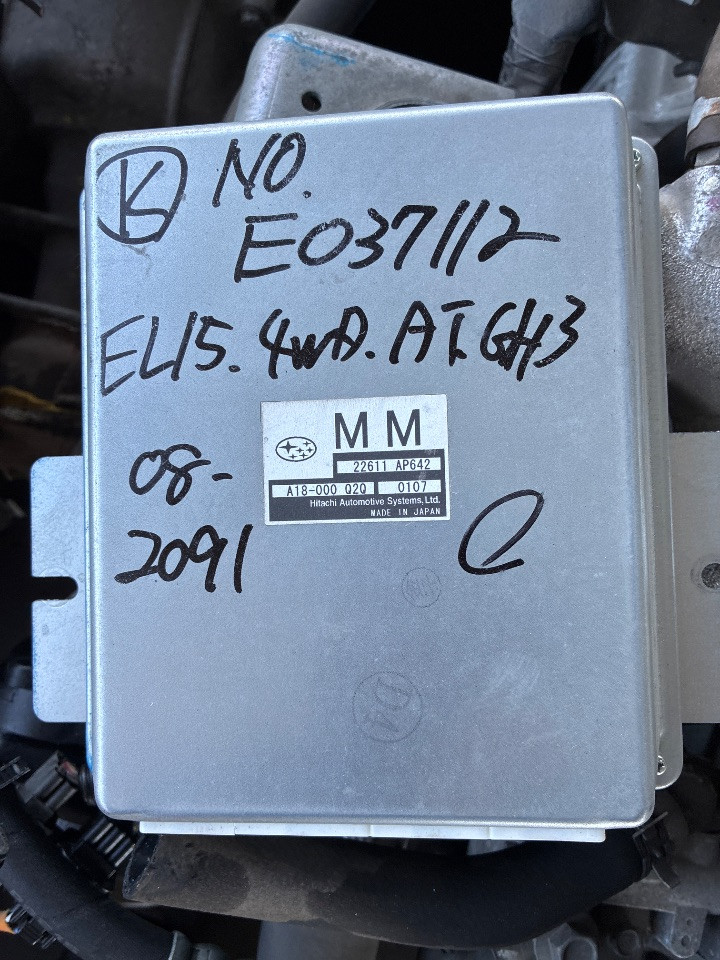 K NO.
E037112
EL15. 4WD. AT. GH3
MM
22611 AP642
A18-000 Q2Q 0107
Hitachi Automotive Systems, Ltd.
MADE IN JAPAN
08-
2091